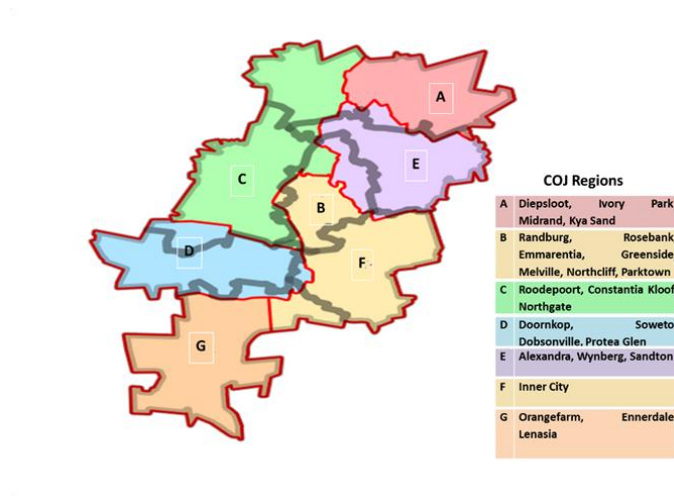 A
E
C
B
D
F.
G
COJ Regions
A Diepsloot, Ivory Park
Midrand, Kya Sand
B Randburg, Rosebank
Emmarentia, Greenside
Melville, Northcliff, Parktown
C Roodepoort, Constantia Kloof
Northgate
D Doornkop, Soweto
Dobsonville, Protea Glen
E Alexandra, Wynberg, Sandton
F Inner City
G Orangefarm, Ennerdale
Lenasia